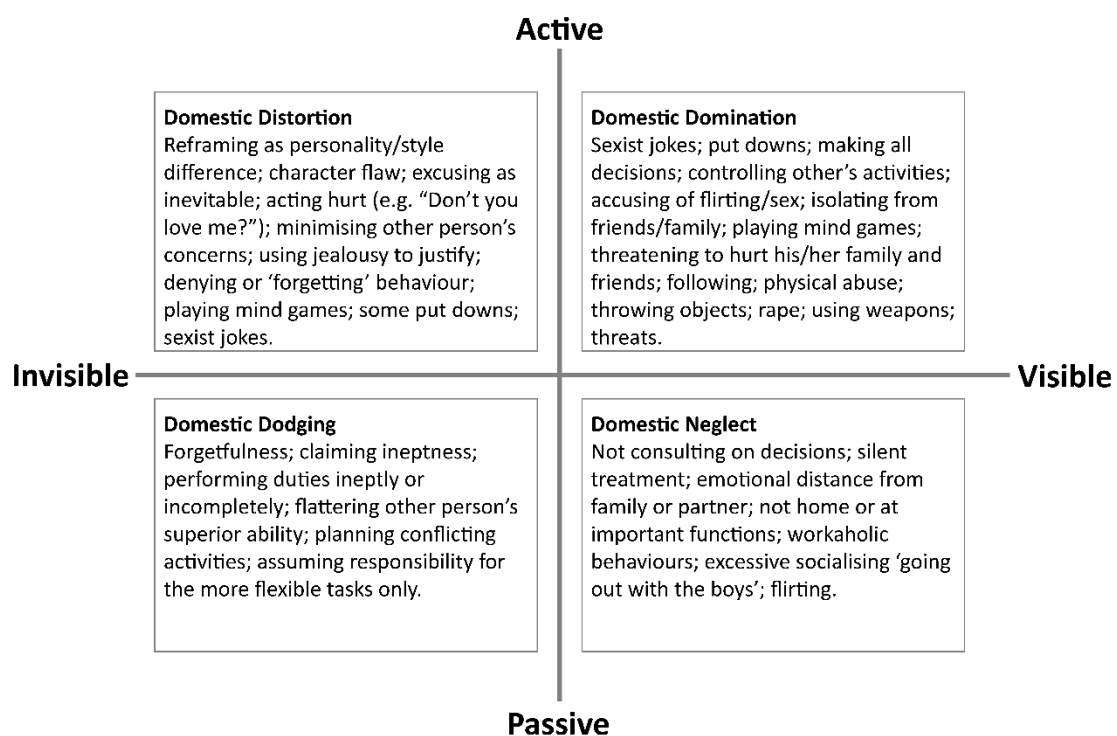 Active
Domestic Distortion
Reframing as personality/style
difference; character flaw; excusing as
inevitable; acting hurt (e.g. “Don’t you
love me?”); minimising other person’s
concerns; using jealousy to justify;
denying or ‘forgetting’ behaviour;
playing mind games; some put downs;
sexist jokes.
Domestic Domination
Sexist jokes; put downs; making all
decisions; controlling other’s activities;
accusing of flirting/sex; isolating from
friends/family; playing mind games;
threatening to hurt his/her family and
friends; following; physical abuse;
throwing objects; rape; using weapons;
threats.
Invisible
Visible
Domestic Dodging
Forgetfulness; claiming ineptness;
performing duties ineptly or
incompletely; flattering other person’s
superior ability; planning conflicting
activities; assuming responsibility for
the more flexible tasks only.
Domestic Neglect
Not consulting on decisions; silent
treatment; emotional distance from
family or partner; not home or at
important functions; workaholic
behaviours; excessive socialising ‘going
out with the boys’; flirting.
Passive